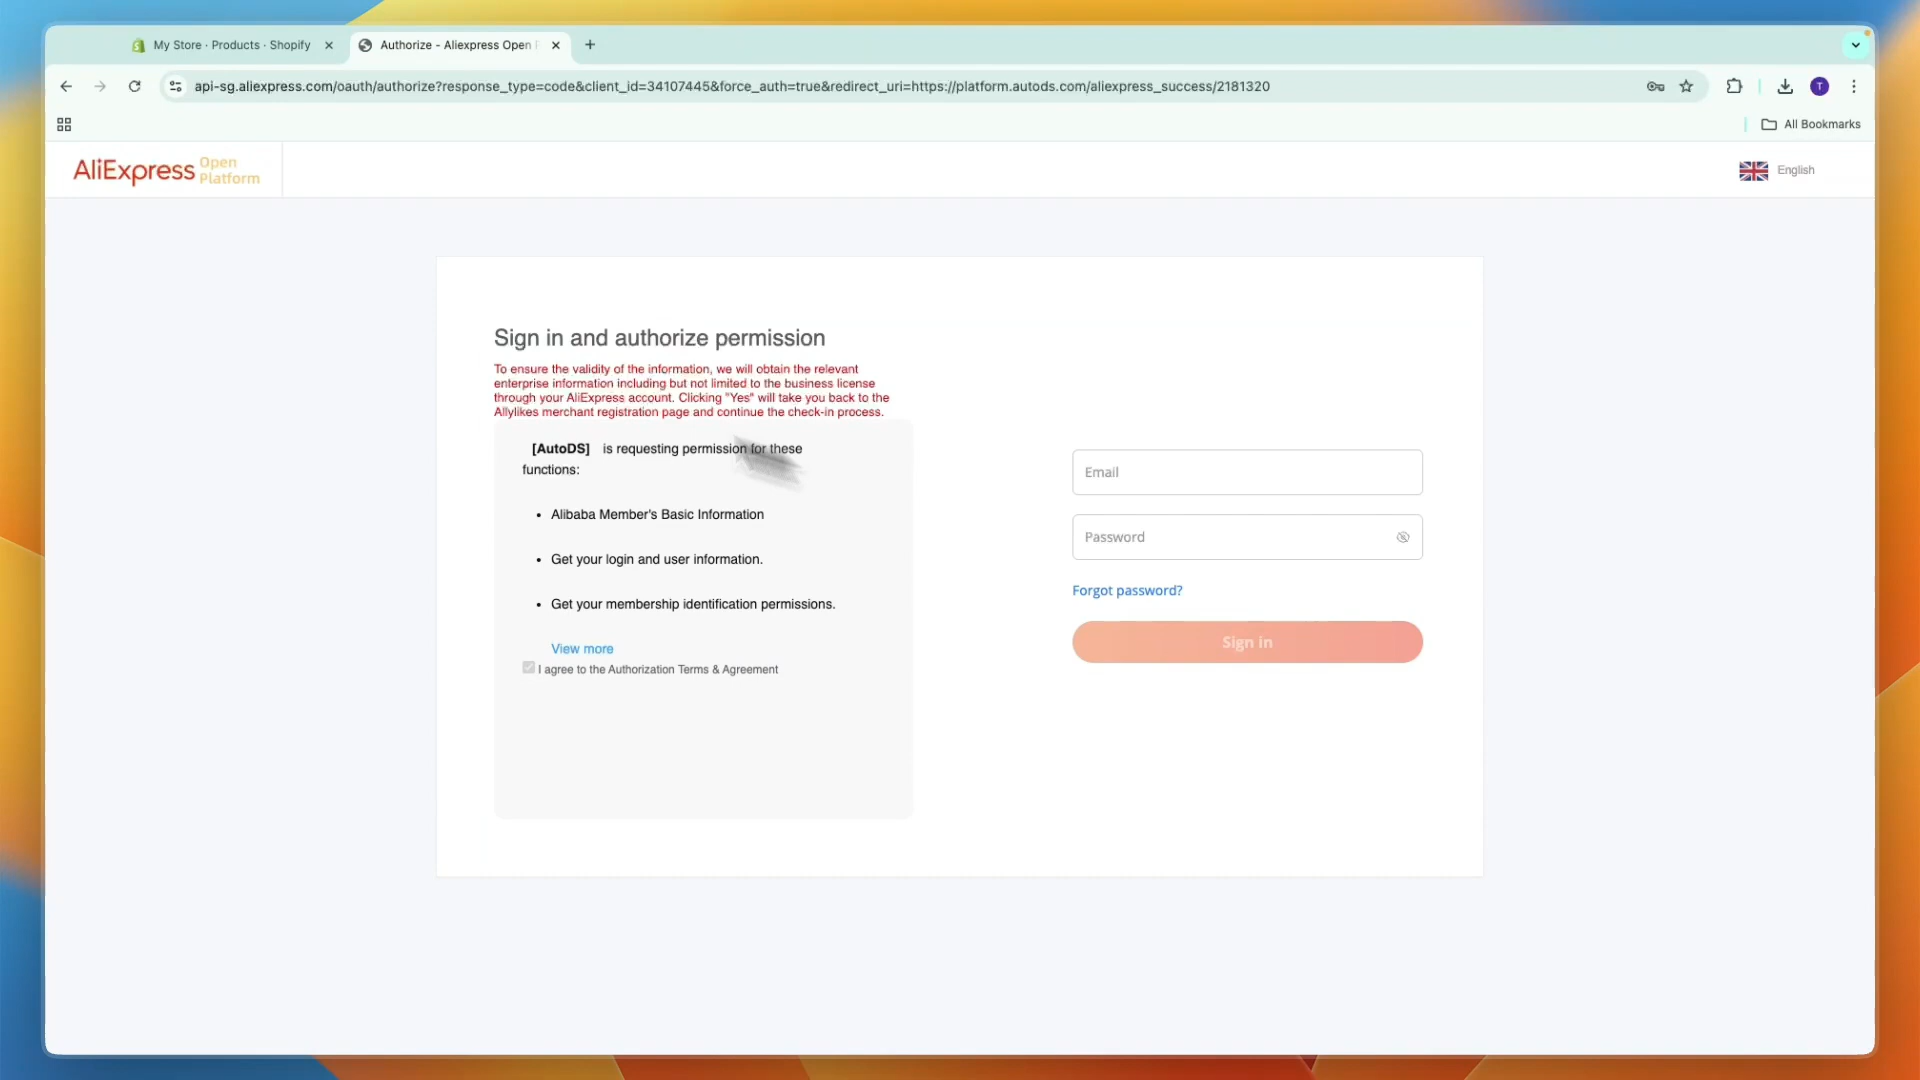 My Store · Products · Shopify
Authorize - Aliexpress Open
api-sg.aliexpress.com/oauth/authorize?response_type=code&client_id=34107445&force_auth=true&redirect_uri=https://platform.autods.com/aliexpress_success/2181320
T
All Bookmarks
AliExpress Open Platform
English
Sign in and authorize permission
To ensure the validity of the information, we will obtain the relevant
enterprise information including but not limited to the business license
through your AliExpress account. Clicking "Yes" will take you back to the
Allylikes merchant registration page and continue the check-in process.
[AutoDS] is requesting permission for these
functions:
• Alibaba Member's Basic Information
• Get your login and user information.
• Get your membership identification permissions.
View more
I agree to the Authorization Terms & Agreement
Email
Password
Forgot password?
Sign in